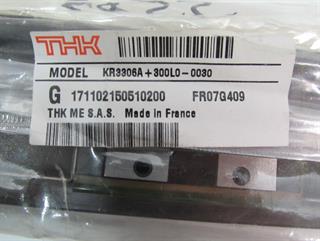 THK
MODEL KR3306A+300L0-0030
G 171102150510200 FR07G409
THK ME S.A.S. Made in France